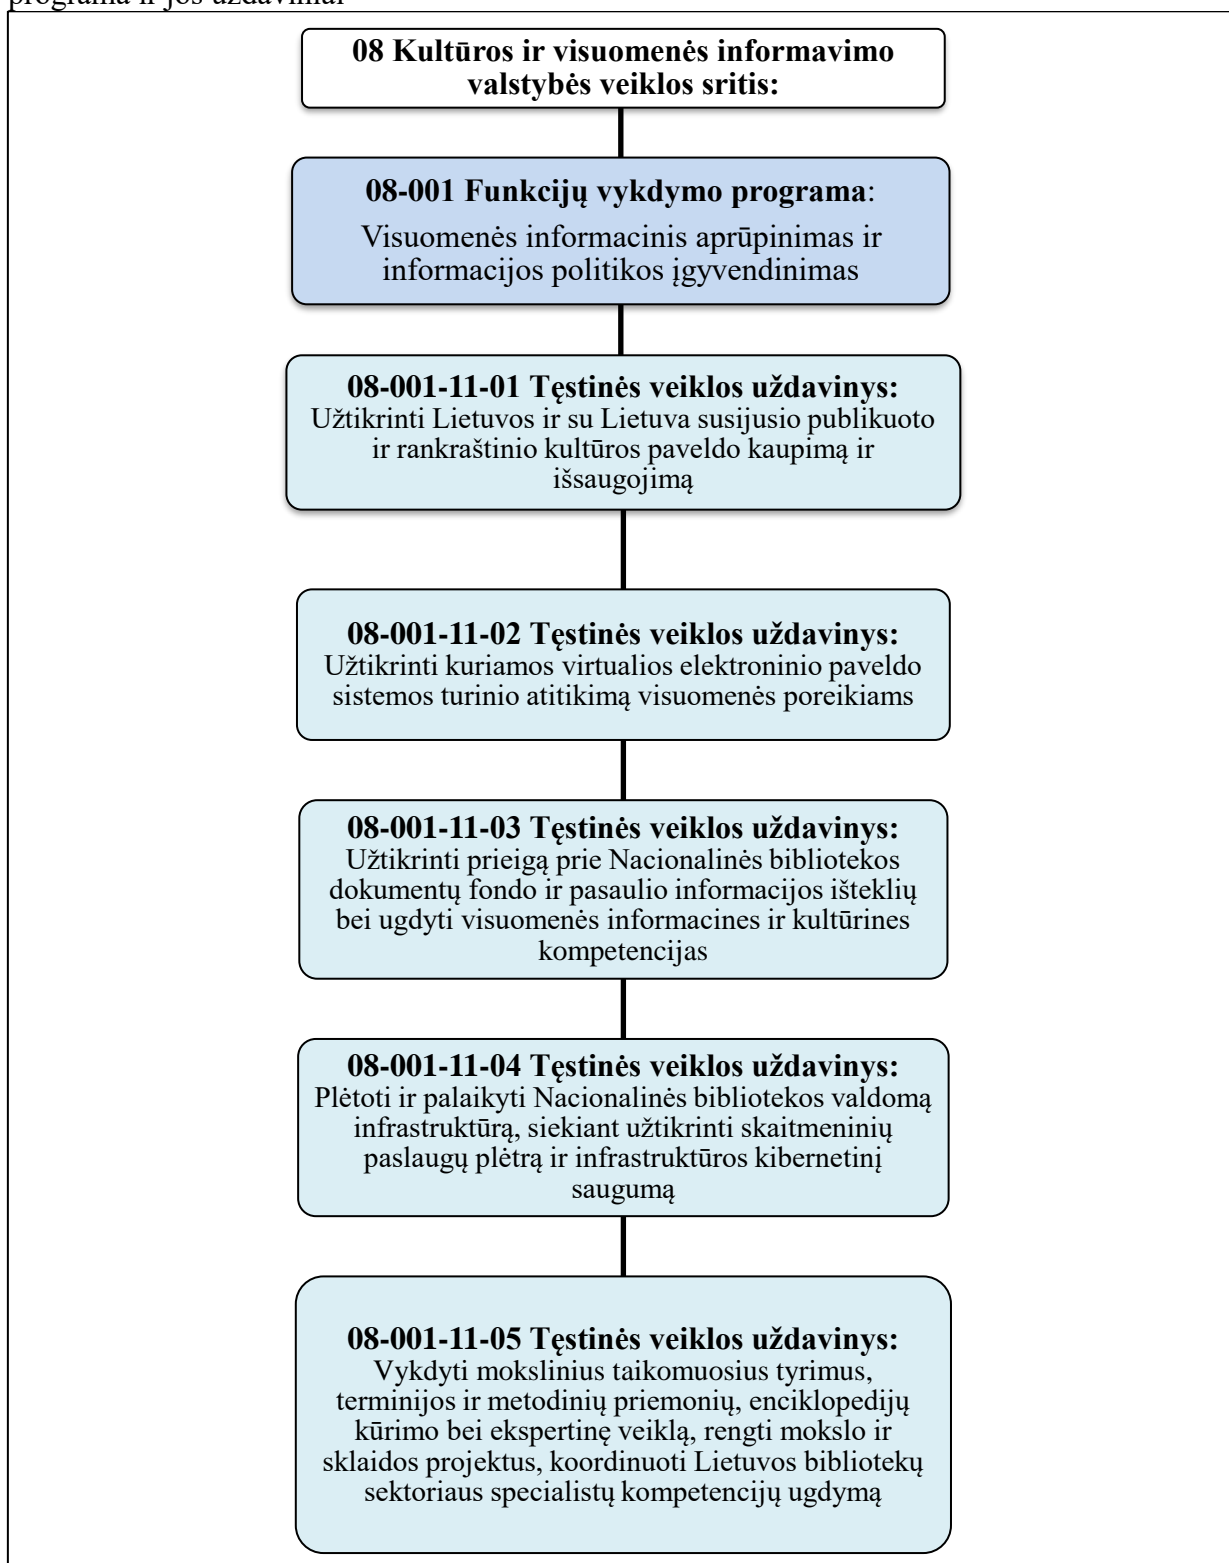 programa ir jos uždaviniai
08 Kultūros ir visuomenės informavimo
valstybės veiklos sritis:
08-001 Funkcijų vykdymo programa:
Visuomenės informacinis aprūpinimas ir
informacijos politikos įgyvendinimas
08-001-11-01 Tęstinės veiklos uždavinys:
Užtikrinti Lietuvos ir su Lietuva susijusio publikuoto
ir rankraštinio kultūros paveldo kaupimą ir
išsaugojimą
08-001-11-02 Tęstinės veiklos uždavinys:
Užtikrinti kuriamos virtualios elektroninio paveldo
sistemos turinio atitikimą visuomenės poreikiams
08-001-11-03 Tęstinės veiklos uždavinys:
Užtikrinti prieigą prie Nacionalinės bibliotekos
dokumentų fondo ir pasaulio informacijos išteklių
bei ugdyti visuomenės informacines ir kultūrines
kompetencijas
08-001-11-04 Tęstinės veiklos uždavinys:
Plėtoti ir palaikyti Nacionalinės bibliotekos valdomą
infrastruktūrą, siekiant užtikrinti skaitmeninių
paslaugų plėtrą ir infrastruktūros kibernetinį
saugumą
08-001-11-05 Tęstinės veiklos uždavinys:
Vykdyti mokslinius taikomuosius tyrimus,
terminijos ir metodinių priemonių, enciklopedijų
kūrimo bei ekspertinę veiklą, rengti mokslo ir
sklaidos projektus, koordinuoti Lietuvos bibliotekų
sektoriaus specialistų kompetencijų ugdymą